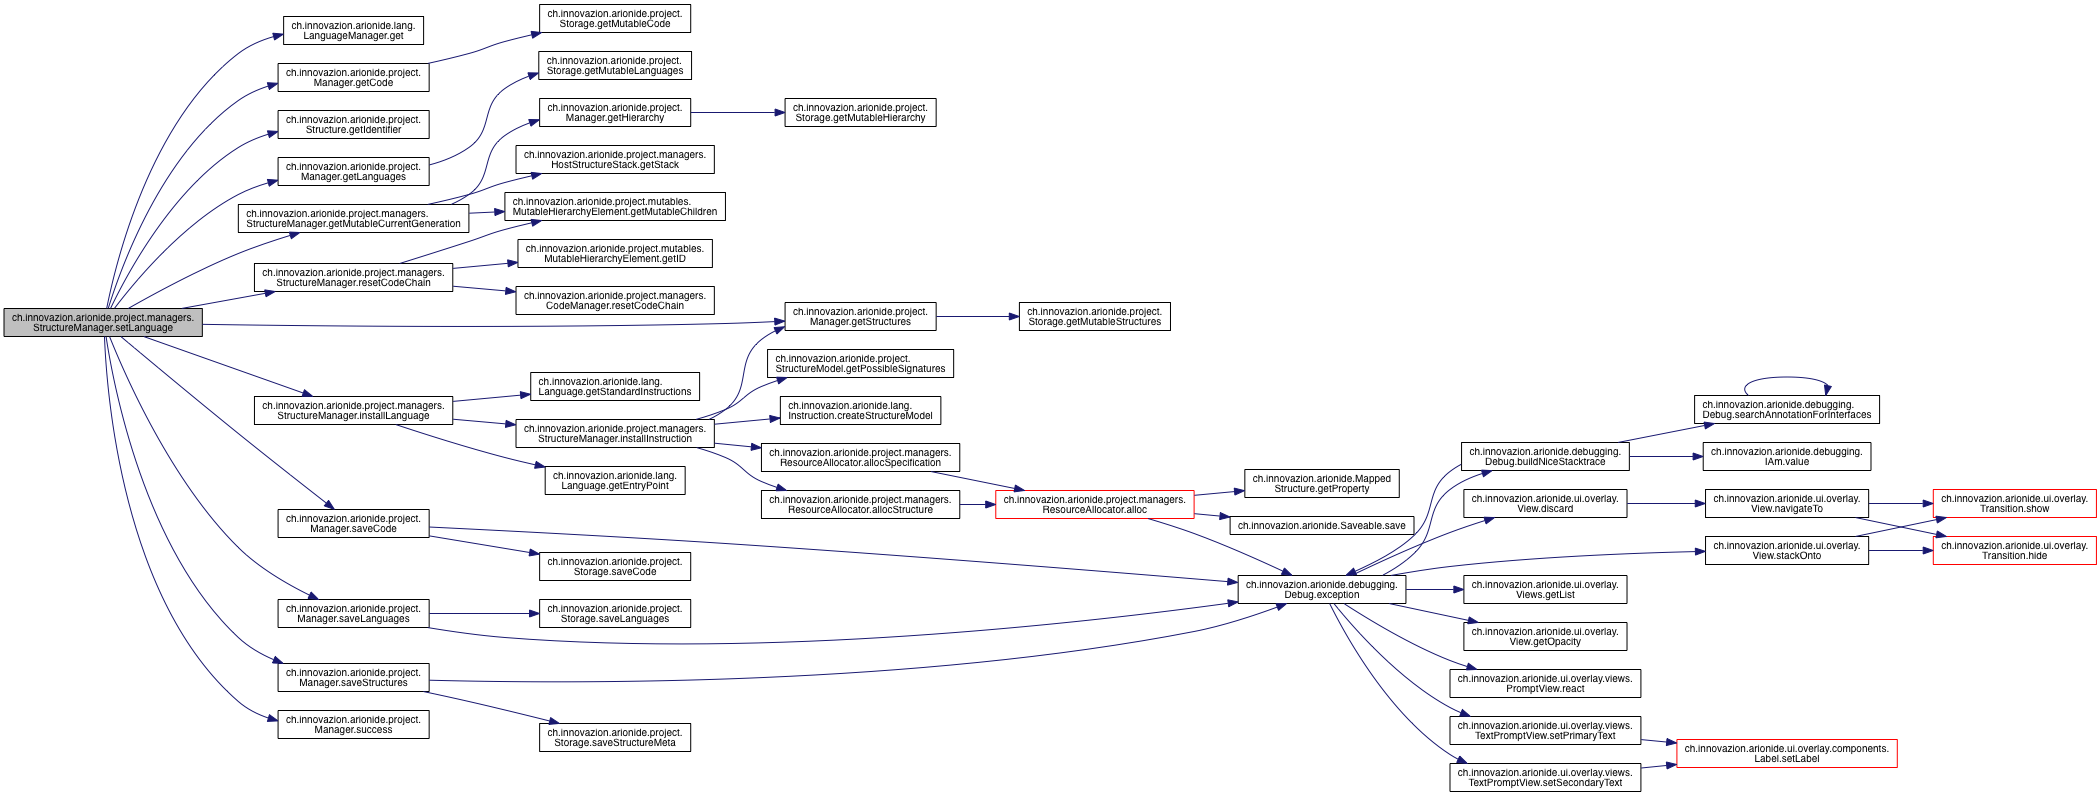 ch.innovazion.arionide.project.managers.
StructureManager.setLanguage
ch.innovazion.arionide.lang.
LanguageManager.get
ch.innovazion.arionide.project.
Manager.getCode
ch.innovazion.arionide.project.
Structure.getIdentifier
ch.innovazion.arionide.project.
Manager.getLanguages
ch.innovazion.arionide.project.managers.
StructureManager.getMutableCurrentGeneration
ch.innovazion.arionide.project.managers.
StructureManager.resetCodeChain
ch.innovazion.arionide.project.managers.
StructureManager.installLanguage
ch.innovazion.arionide.project.
Manager.saveCode
ch.innovazion.arionide.project.
Manager.saveLanguages
ch.innovazion.arionide.project.
Manager.saveStructures
ch.innovazion.arionide.project.
Manager.success
ch.innovazion.arionide.project.
Storage.getMutableCode
ch.innovazion.arionide.project.
Storage.getMutableLanguages
ch.innovazion.arionide.project.
Manager.getHierarchy
ch.innovazion.arionide.project.managers.
HostStructureStack.getStack
ch.innovazion.arionide.project.mutables.
MutableHierarchyElement.getMutableChildren
ch.innovazion.arionide.project.mutables.
MutableHierarchyElement.getID
ch.innovazion.arionide.project.managers.
CodeManager.resetCodeChain
ch.innovazion.arionide.lang.
Language.getStandardInstructions
ch.innovazion.arionide.project.managers.
StructureManager.installInstruction
ch.innovazion.arionide.lang.
Language.getEntryPoint
ch.innovazion.arionide.project.
Storage.saveCode
ch.innovazion.arionide.project.
Storage.saveLanguages
ch.innovazion.arionide.project.
Storage.saveStructureMeta
ch.innovazion.arionide.project.
Storage.getMutableHierarchy
ch.innovazion.arionide.project.
Manager.getStructures
ch.innovazion.arionide.project.
StructureModel.getPossibleSignatures
ch.innovazion.arionide.lang.
Instruction.createStructureModel
ch.innovazion.arionide.project.managers.
ResourceAllocator.allocSpecification
ch.innovazion.arionide.project.managers.
ResourceAllocator.allocStructure
ch.innovazion.arionide.project.
Storage.getMutableStructures
ch.innovazion.arionide.project.managers.
ResourceAllocator.alloc
ch.innovazion.arionide.Mapped
Structure.getProperty
ch.innovazion.arionide.Saveable.save
ch.innovazion.arionide.debugging.
Debug.exception
ch.innovazion.arionide.debugging.
Debug.buildNiceStacktrace
ch.innovazion.arionide.ui.overlay.
View.discard
ch.innovazion.arionide.ui.overlay.
Views.getList
ch.innovazion.arionide.ui.overlay.
View.getOpacity
ch.innovazion.arionide.ui.overlay.views.
PromptView.react
ch.innovazion.arionide.ui.overlay.views.
TextPromptView.setPrimaryText
ch.innovazion.arionide.ui.overlay.views.
TextPromptView.setSecondaryText
ch.innovazion.arionide.debugging.
Debug.searchAnnotationForInterfaces
ch.innovazion.arionide.debugging.
IAm.value
ch.innovazion.arionide.ui.overlay.
View.navigateTo
ch.innovazion.arionide.ui.overlay.
View.stackOnto
ch.innovazion.arionide.ui.overlay.components.
Label.setLabel
ch.innovazion.arionide.ui.overlay.
Transition.show
ch.innovazion.arionide.ui.overlay.
Transition.hide